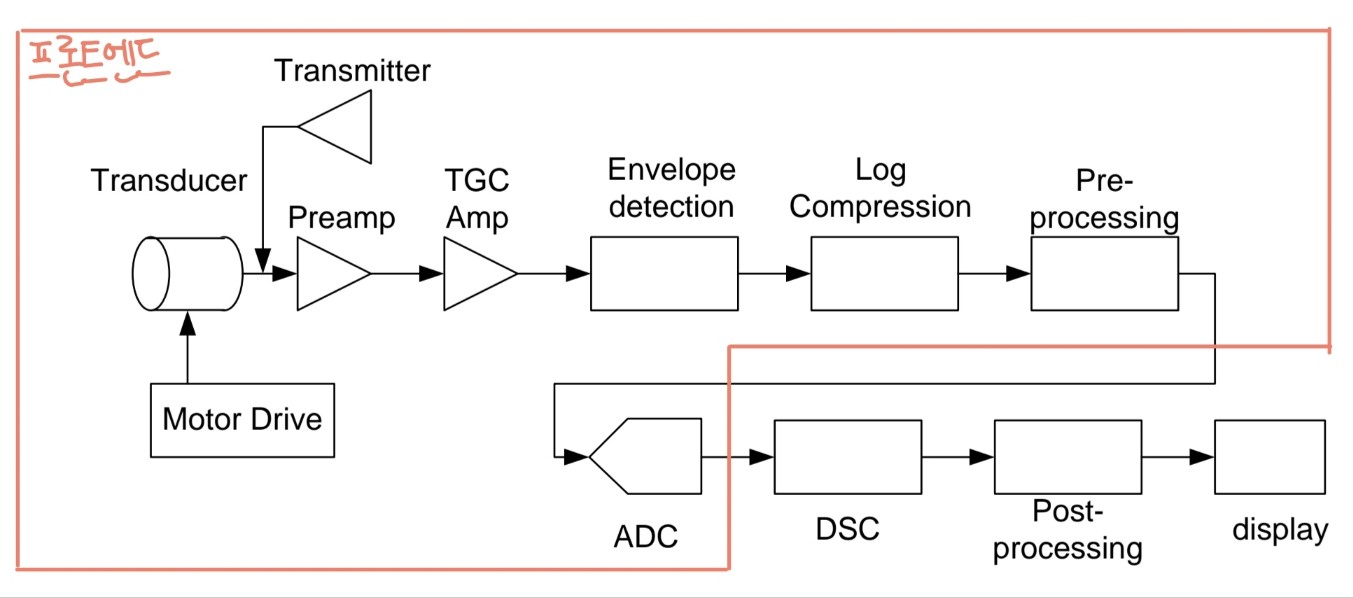 프론트엔드
Transmitter
Transducer
Preamp
TGC
Amp
Envelope
detection
Log
Compression
Pre-
processing
Motor Drive
ADC
DSC
Post-
processing
display